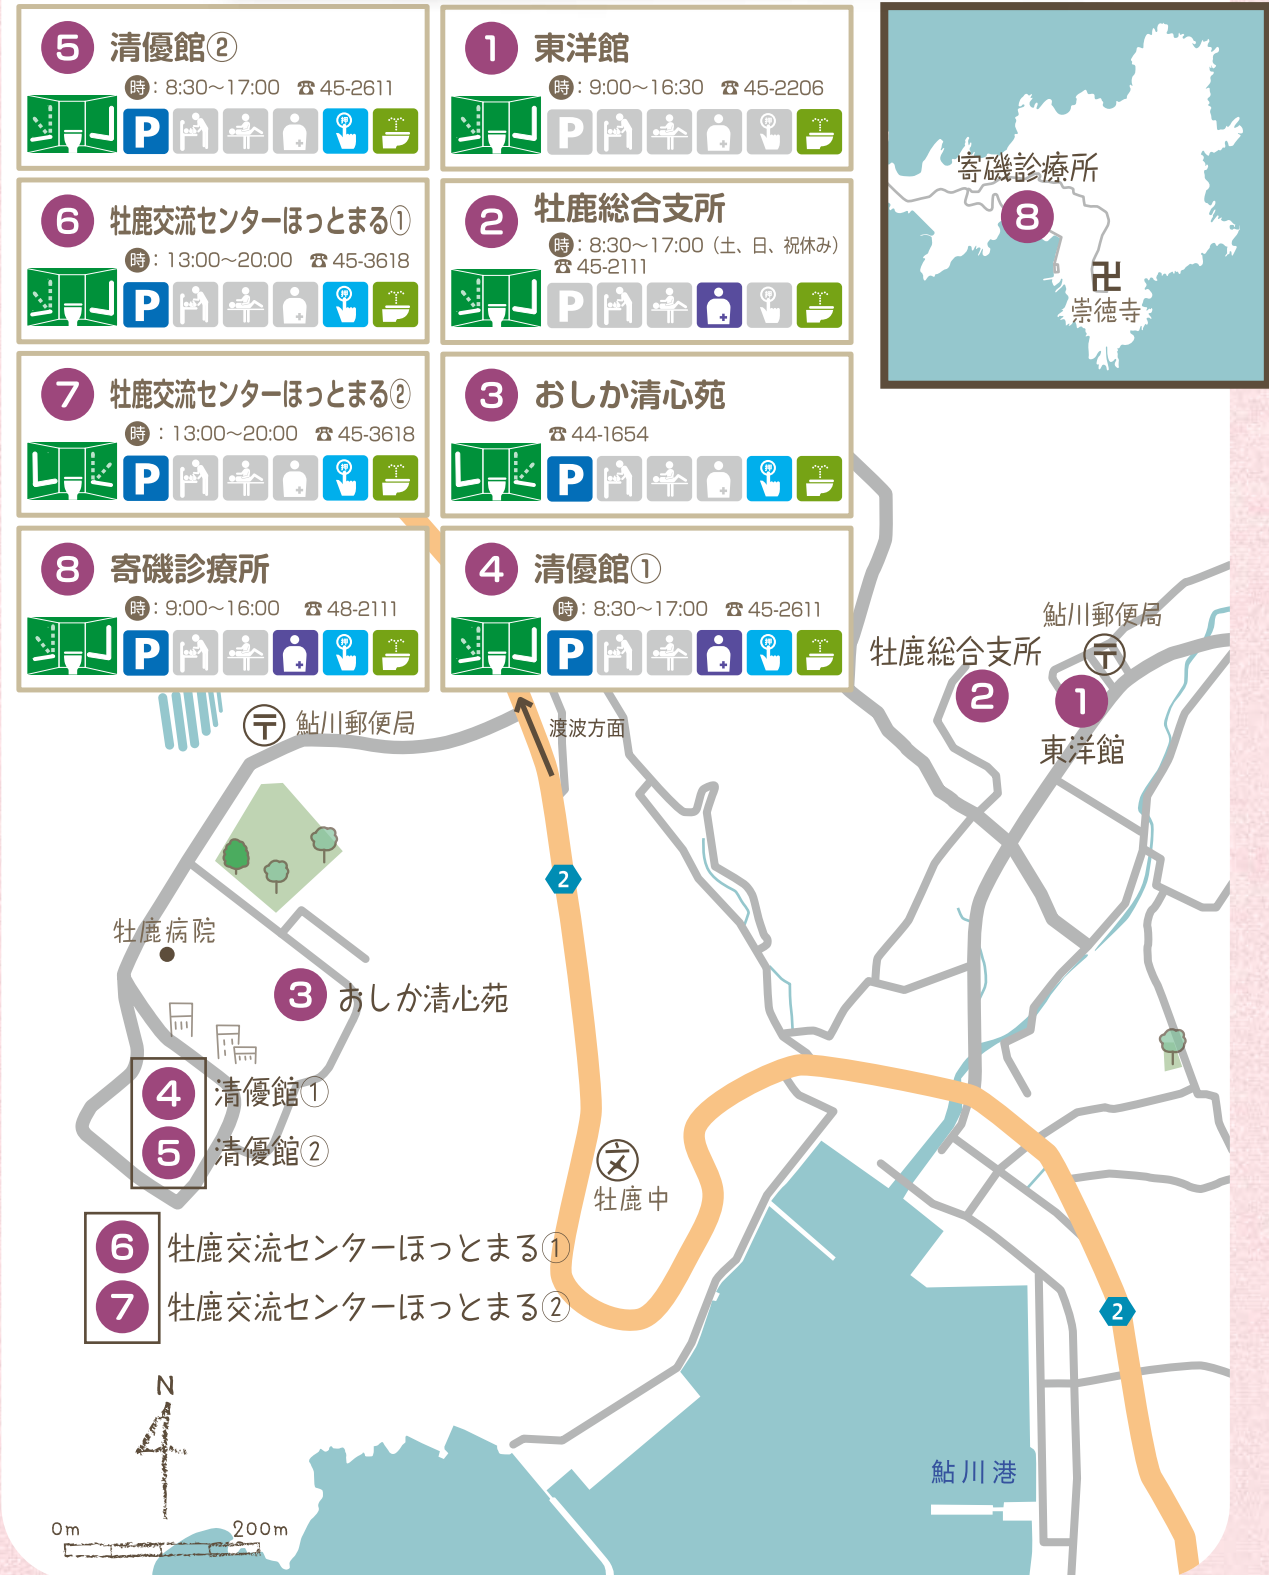 5 清優館②
時：8:30〜17:00 ☎45-2611
P 押
6 牡鹿交流センターほっとまる①
時：13:00〜20:00 ☎45-3618
P 押
7 牡鹿交流センターほっとまる②
時：13:00〜20:00 ☎45-3618
P 押
8 寄磯診療所
時：9:00〜16:00 ☎48-2111
P 押
1 東洋館
時：9:00〜16:30 ☎45-2206
P 押
2 牡鹿総合支所
時：8:30〜17:00（土、日、祝休み）
☎45-2111
P 押
3 おしか清心苑
☎44-1654
P 押
4 清優館①
時：8:30〜17:00 ☎45-2611
P 押
寄磯診療所
8
卍
崇徳寺
鮎川郵便局
〒
牡鹿総合支所
2
1
東洋館
〒 鮎川郵便局
渡波方面
2
牡鹿病院
3 おしか清心苑
4 清優館①
5 清優館②
文
牡鹿中
6 牡鹿交流センターほっとまる①
7 牡鹿交流センターほっとまる②
2
N
鮎川港
0m 200m